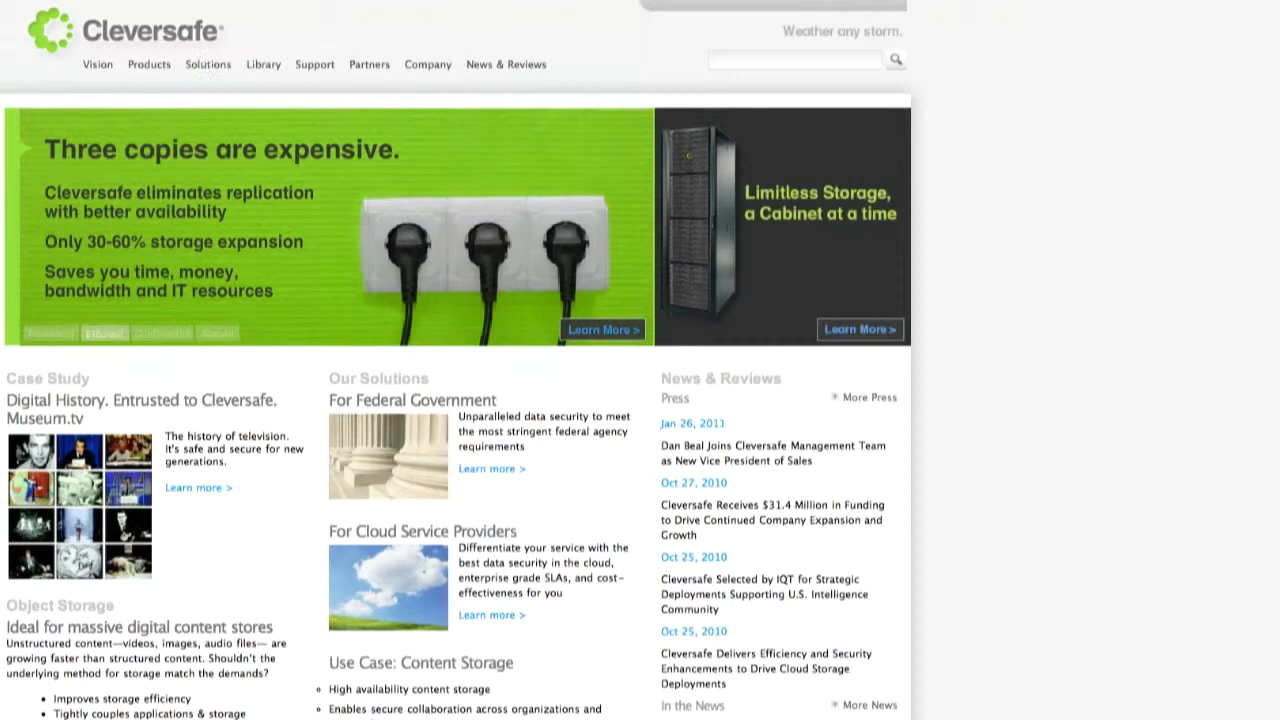 Cleversafe
Weather any storm.
Vision Products Solutions Library Support Partners Company News & Reviews
Three copies are expensive.
Cleversafe eliminates replication
with better availability
Only 30-60% storage expansion
Saves you time, money,
bandwidth and IT resources
Efficient
Learn More >
Limitless Storage,
a Cabinet at a time
Learn More >
Case Study
Digital History. Entrusted to Cleversafe.
Museum.tv
The history of television.
It's safe and secure for new
generations.
Learn more >
Object Storage
Ideal for massive digital content stores
Unstructured content—videos, images, audio files— are
growing faster than structured content. Shouldn't the
underlying method for storage match the demands?
• Improves storage efficiency
• Tightly couples applications & storage
Our Solutions
For Federal Government
Unparalleled data security to meet
the most stringent federal agency
requirements
Learn more >
For Cloud Service Providers
Differentiate your service with the
best data security in the cloud,
enterprise grade SLAs, and cost-
effectiveness for you
Learn more >
Use Case: Content Storage
High availability content storage
Enables secure collaboration across organizations and
News & Reviews
Press
More Press
Jan 26, 2011
Dan Beal Joins Cleversafe Management Team
as New Vice President of Sales
Oct 27, 2010
Cleversafe Receives $31.4 Million in Funding
to Drive Continued Company Expansion and
Growth
Oct 25, 2010
Cleversafe Selected by IQT for Strategic
Deployments Supporting U.S. Intelligence
Community
Oct 25, 2010
Cleversafe Delivers Efficiency and Security
Enhancements to Drive Cloud Storage
Deployments
In the News
More News